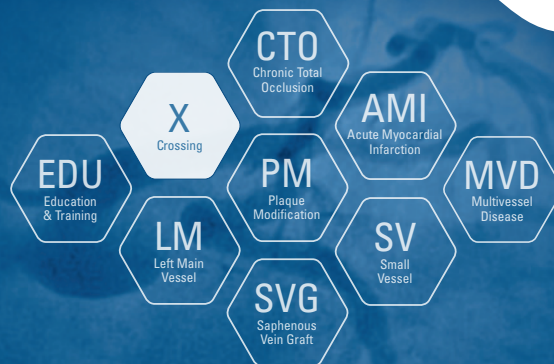 CTO
Chronic Total
Occlusion
X
Crossing
AMI
Acute Myocardial
Infarction
EDU
Education
& Training
PM
Plaque
Modification
MVD
Multivessel
Disease
LM
Left Main
Vessel
SV
Small
Vessel
SVG
Saphenous
Vein Graft